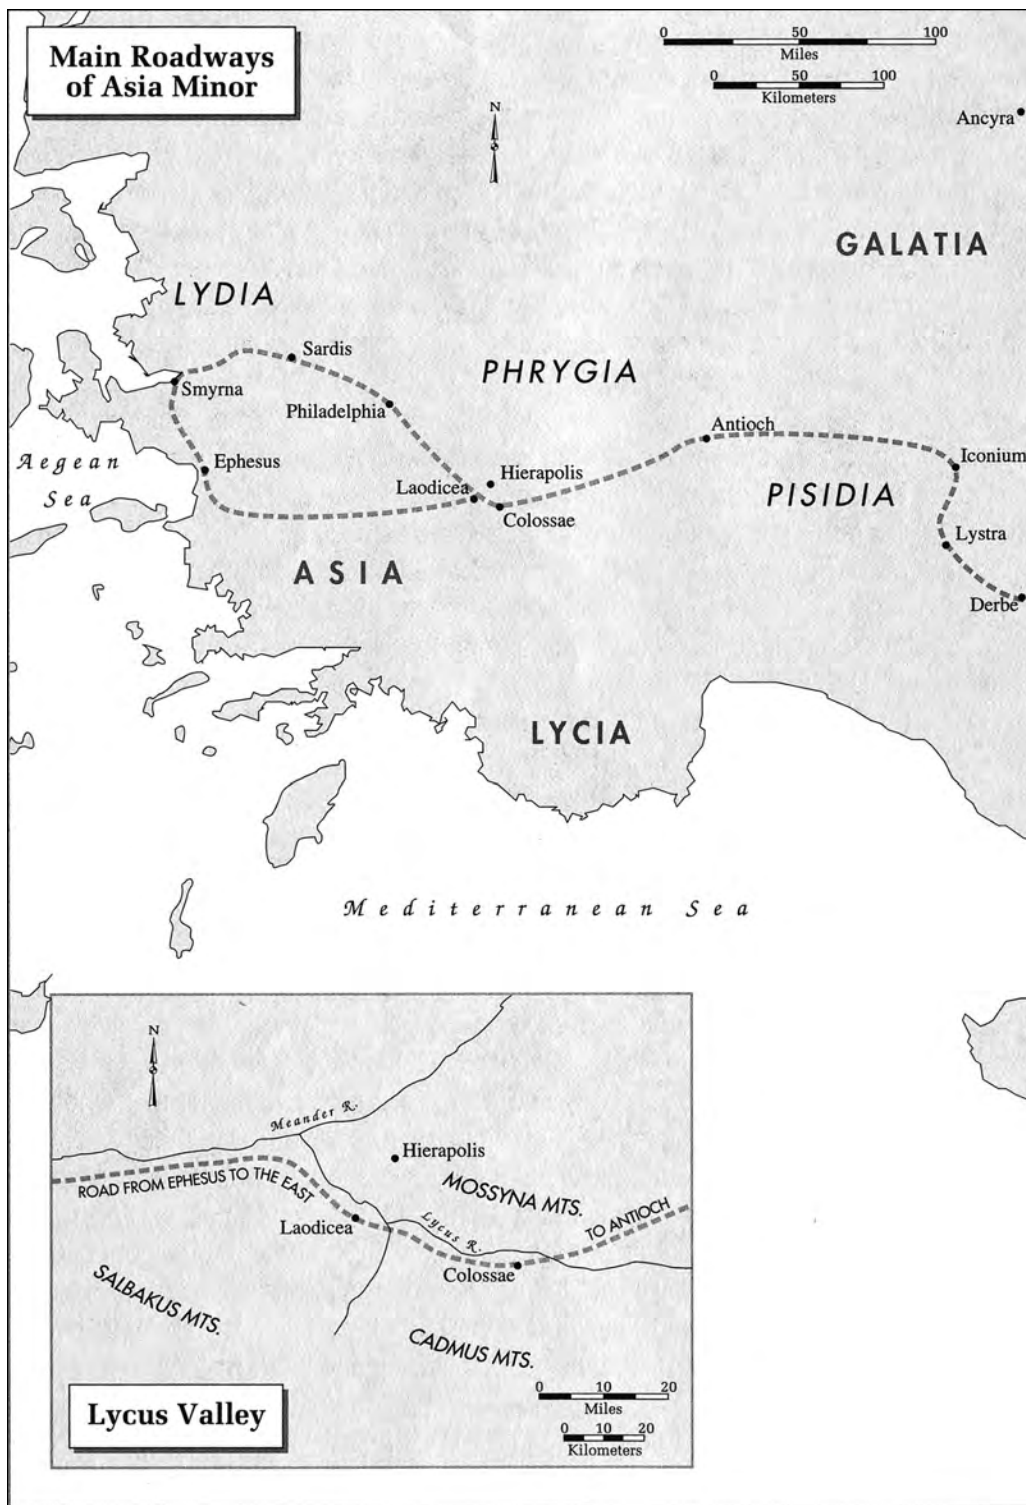 Main Roadways
of Asia Minor
0 50 100
Miles
0 50 100
Kilometers
N
Ancyra
GALATIA
LYDIA
Sardis
PHRYGIA
Smyrna
Philadelphia
Antioch
Iconium
Aegean
Sea
Ephesus
Hierapolis
Laodicea
PISIDIA
Colossae
Lystra
ASIA
Derbe
LYCIA
Mediterranean Sea
N
Meander R.
Hierapolis
ROAD FROM EPHESUS TO THE EAST
MOSSYNA MTS.
TO ANTIOCH
Laodicea
Lycus R.
Colossae
SALBAKUS MTS.
CADMUS MTS.
Lycus Valley
0 10 20
Miles
0 10 20
Kilometers